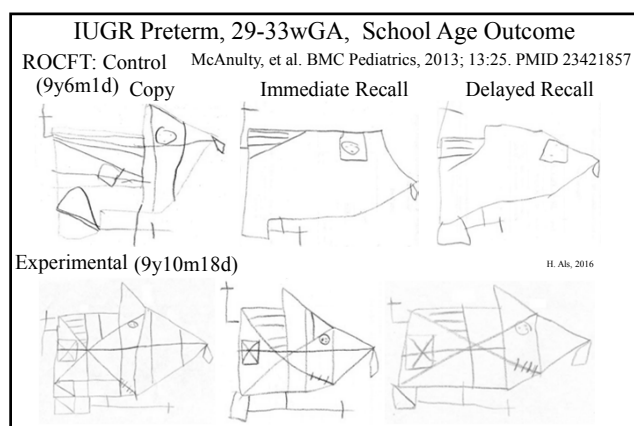 IUGR Preterm, 29-33wGA, School Age Outcome
ROCFT: Control McAnulty, et al. BMC Pediatrics, 2013; 13:25. PMID 23421857
(9y6m1d) Copy Immediate Recall Delayed Recall
Experimental (9y10m18d) H. Als, 2016